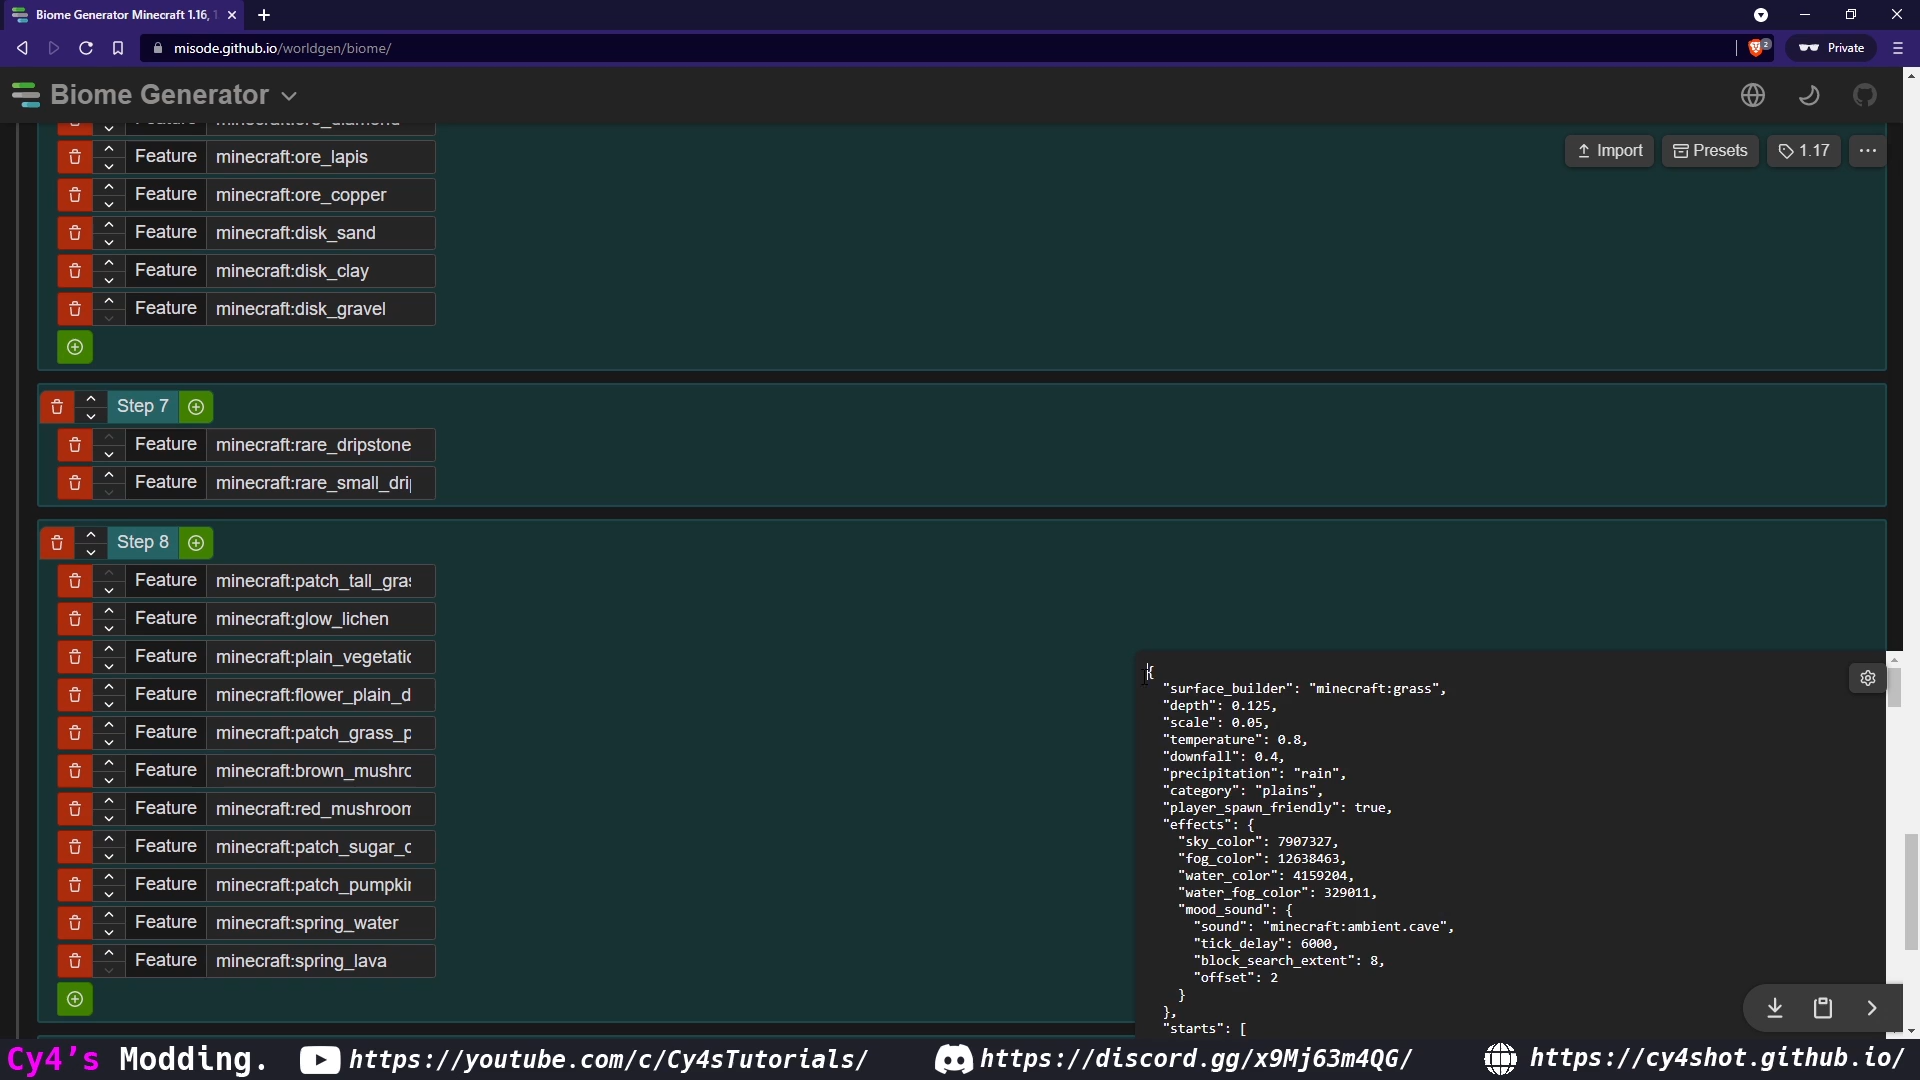 Biome Generator Minecraft 1.16, 1
misode.github.io/worldgen/biome/
2
Private
Biome Generator
Import
Presets
1.17
Feature minecraft:ore_lapis
Feature minecraft:ore_copper
Feature minecraft:disk_sand
Feature minecraft:disk_clay
Feature minecraft:disk_gravel
Step 7
Feature minecraft:rare_dripstone
Feature minecraft:rare_small_dri
Step 8
Feature minecraft:patch_tall_gra
Feature minecraft:glow_lichen
Feature minecraft:plain_vegetati
Feature minecraft:flower_plain_d
Feature minecraft:patch_grass_p
Feature minecraft:brown_mushr
Feature minecraft:red_mushroom
Feature minecraft:patch_sugar_c
Feature minecraft:patch_pumpki
Feature minecraft:spring_water
Feature minecraft:spring_lava
{
"surface_builder": "minecraft:grass",
"depth": 0.125,
"scale": 0.05,
"temperature": 0.8,
"downfall": 0.4,
"precipitation": "rain",
"category": "plains",
"player_spawn_friendly": true,
"effects": {
"sky_color": 7907327,
"fog_color": 12638463,
"water_color": 4159204,
"water_fog_color": 329011,
"mood_sound": {
"sound": "minecraft:ambient.cave",
"tick_delay": 6000,
"block_search_extent": 8,
"offset": 2
}
},
"starts": [
Cy4's Modding. https://youtube.com/c/Cy4sTutorials/ https://discord.gg/x9Mj63m4QG/ https://cy4shot.github.io/